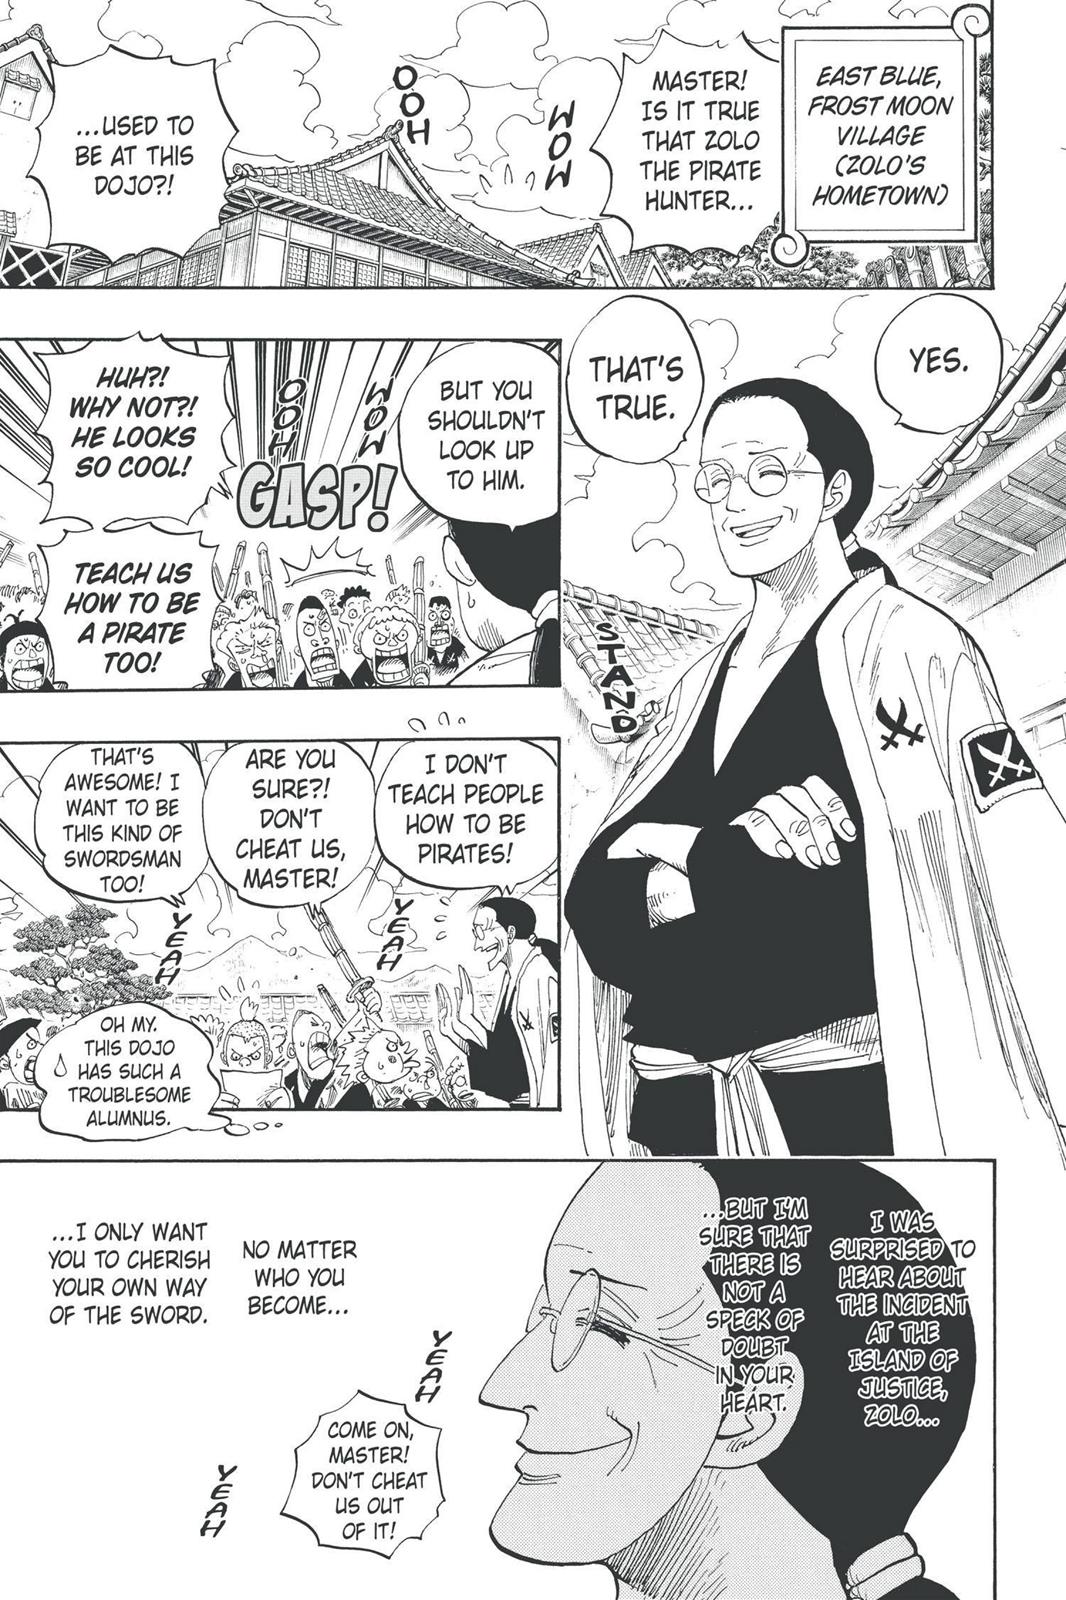 EAST BLUE,
FROST MOON
VILLAGE
(ZOLO'S
HOMETOWN)
MASTER!
IS IT TRUE
THAT ZOLO
THE PIRATE
HUNTER...
WOW
OOH
...USED TO
BE AT THIS
DOJO?!
YES.
THAT'S
TRUE.
STAND
BUT YOU
SHOULDN'T
LOOK UP
TO HIM.
WOW
OOH
GASP!
HUH?!
WHY NOT?!
HE LOOKS
SO COOL!
TEACH US
HOW TO BE
A PIRATE
TOO!
I DON'T
TEACH PEOPLE
HOW TO BE
PIRATES!
YEAH
ARE YOU
SURE?!
DON'T
CHEAT US,
MASTER!
THAT'S
AWESOME! I
WANT TO BE
THIS KIND OF
SWORDSMAN
TOO!
YEAH
OH MY.
THIS DOJO
HAS SUCH A
TROUBLESOME
ALUMNUS.
I WAS
SURPRISED TO
HEAR ABOUT
THE INCIDENT
AT THE
ISLAND OF
JUSTICE,
ZOLO...
...BUT I'M
SURE THAT
THERE IS
NOT A
SPECK OF
DOUBT
IN YOUR
HEART.
NO MATTER
WHO YOU
BECOME...
...I ONLY WANT
YOU TO CHERISH
YOUR OWN WAY
OF THE SWORD.
YEAH
COME ON,
MASTER!
DON'T CHEAT
US OUT
OF IT!
YEAH